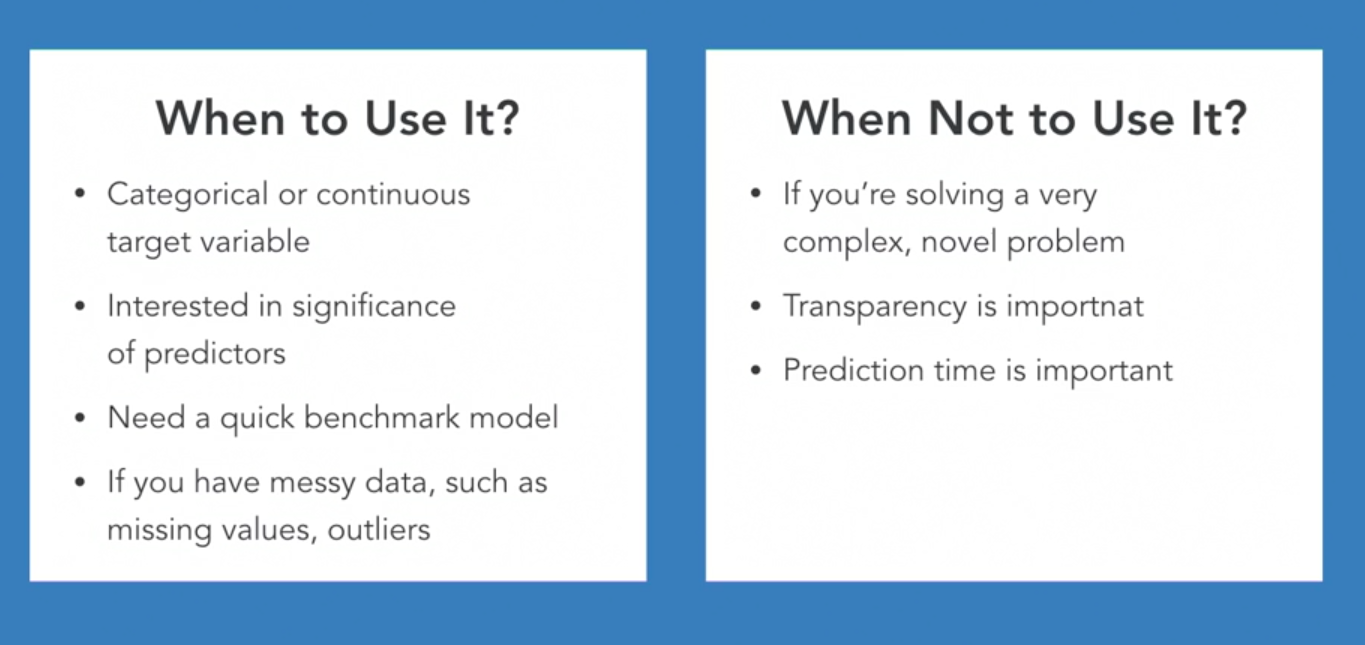 When to Use It?
• Categorical or continuous
target variable
• Interested in significance
of predictors
• Need a quick benchmark model
• If you have messy data, such as
missing values, outliers
When Not to Use It?
• If you’re solving a very
complex, novel problem
• Transparency is importnat
• Prediction time is important